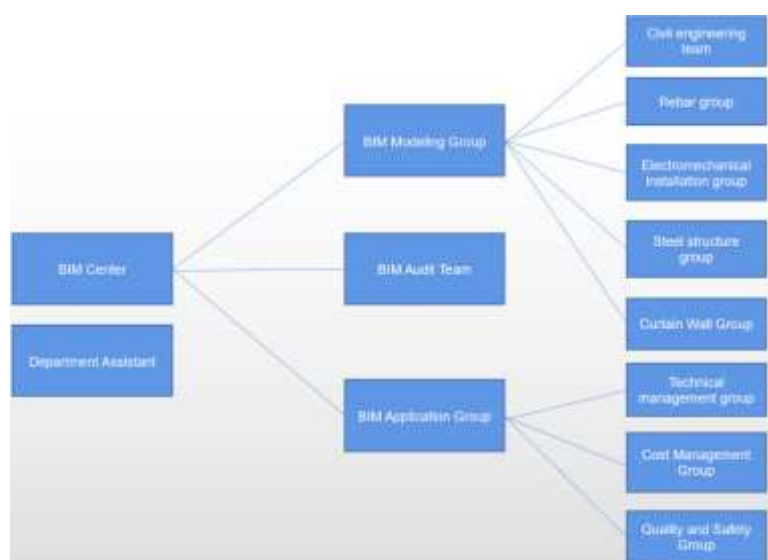 BIM Center
Department Assistant
BIM Modeling Group
BIM Audit Team
BIM Application Group
Civil engineering
team
Rebar group
Electromechanical
Installation group
Steel structure
group
Curtain Wall Group
Technical
management group
Cost Management
Group
Quality and Safety
Group